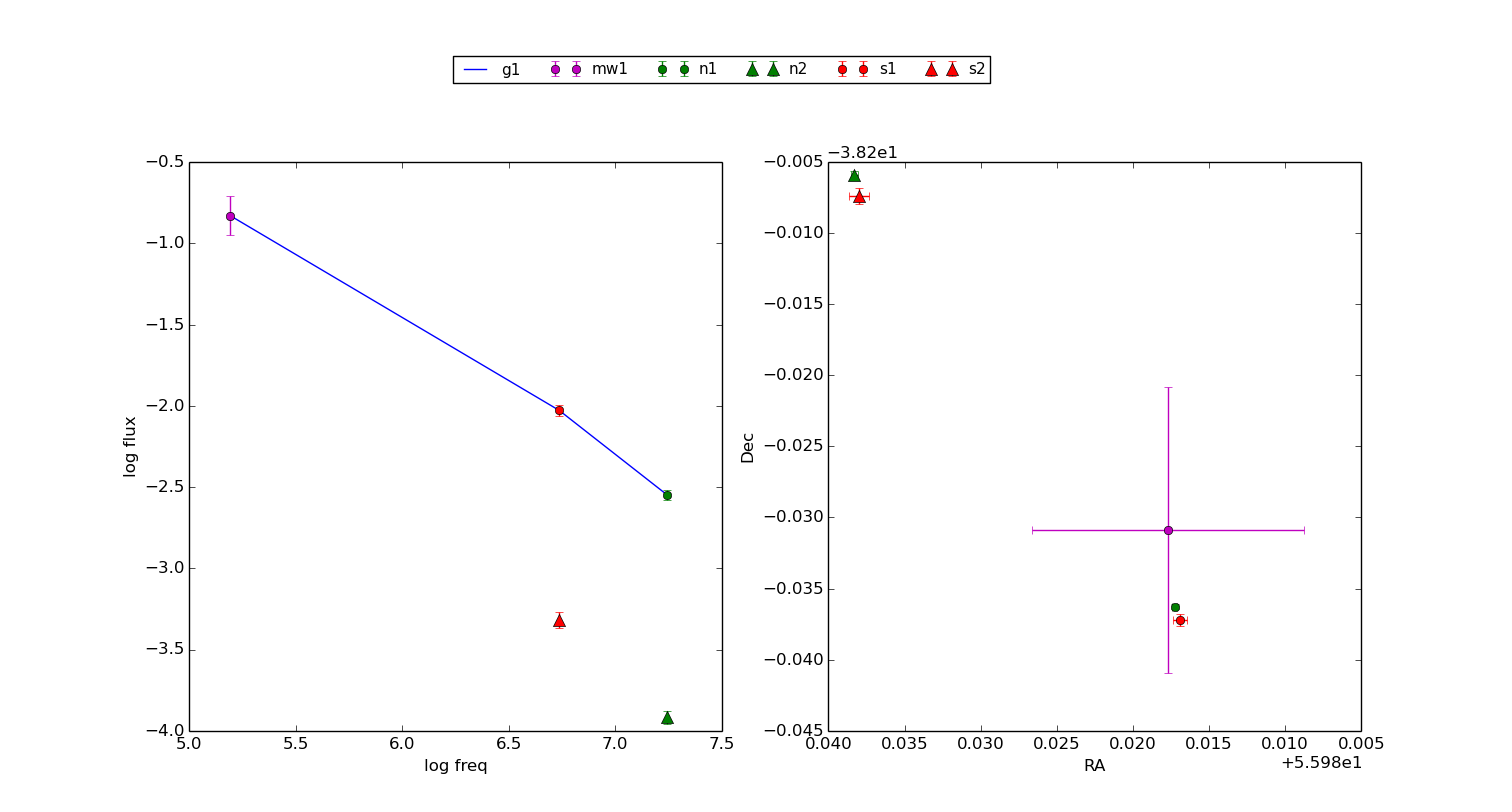 g1 mw1 n1 n2 s1 s2
−0.5
−1.0
−1.5
−2.0
−2.5
−3.0
−3.5
−4.0
log flux
5.0 5.5 6.0 6.5 7.0 7.5
log freq
−3.82e1
−0.005
−0.010
−0.015
−0.020
−0.025
−0.030
−0.035
−0.040
−0.045
Dec
0.040 0.035 0.030 0.025 0.020 0.015 0.010 0.005
+5.598e1
RA